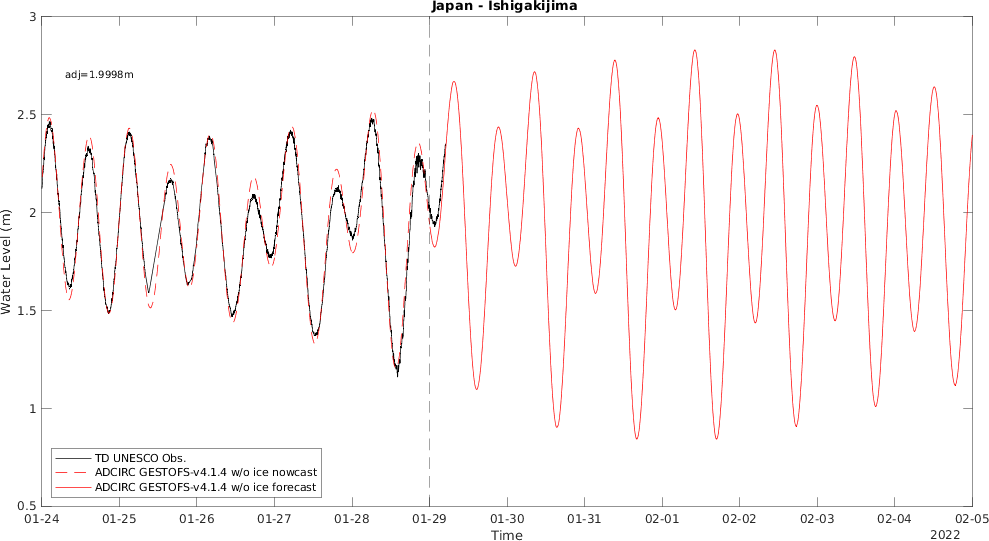 Japan - Ishigakijima
3
adj=1.9998m
2.5
2
Water Level (m)
1.5
1
TD UNESCO Obs.
ADCIRC GESTOFS-v4.1.4 w/o ice nowcast
ADCIRC GESTOFS-v4.1.4 w/o ice forecast
0.5
01-24 01-25 01-26 01-27 01-28 01-29 01-30 01-31 02-01 02-02 02-03 02-04 02-05
Time
2022